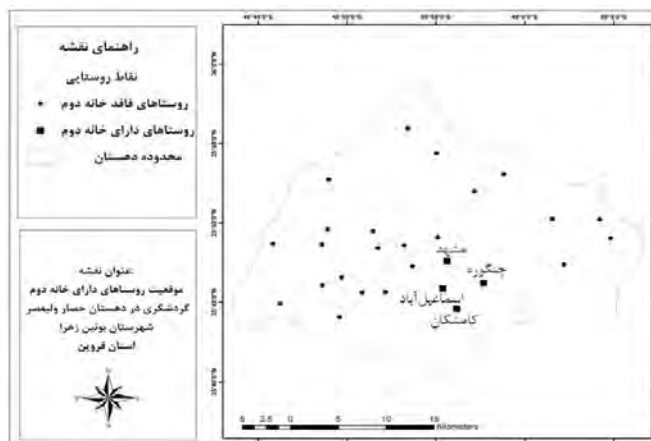 راهنمای نقشه
نقاط روستایی
روستاهای فاقد خانه دوم
روستاهای دارای خانه دوم
محدوده دهستان
عنوان نقشه:
موقعیت روستاهای دارای خانه دوم
گردشگری در دهستان حصار ولیعصر
شهرستان بوئین زهرا
استان قزوین
مشهد
چنگوره
اسماعیل آباد
کامشکان
5 2.5 0 5 10 15
Kilometers